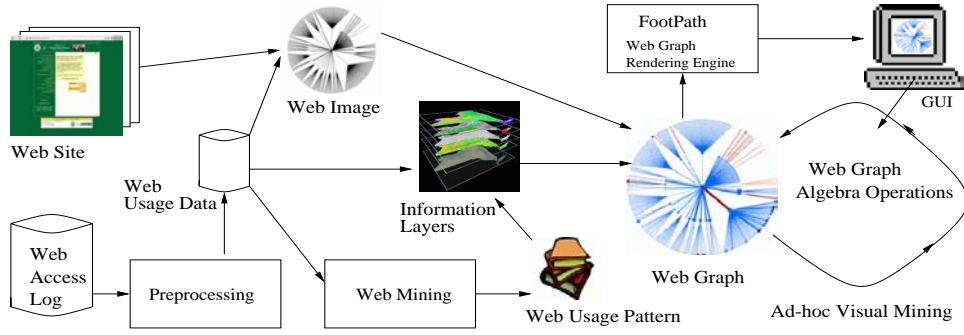 FootPath
Web Graph
Rendering Engine
GUI
Web Image
Web Site
Web
Usage Data
Information
Layers
Web Graph
Algebra Operations
Web
Access
Log
Preprocessing
Web Mining
Web Usage Pattern
Web Graph
Ad-hoc Visual Mining